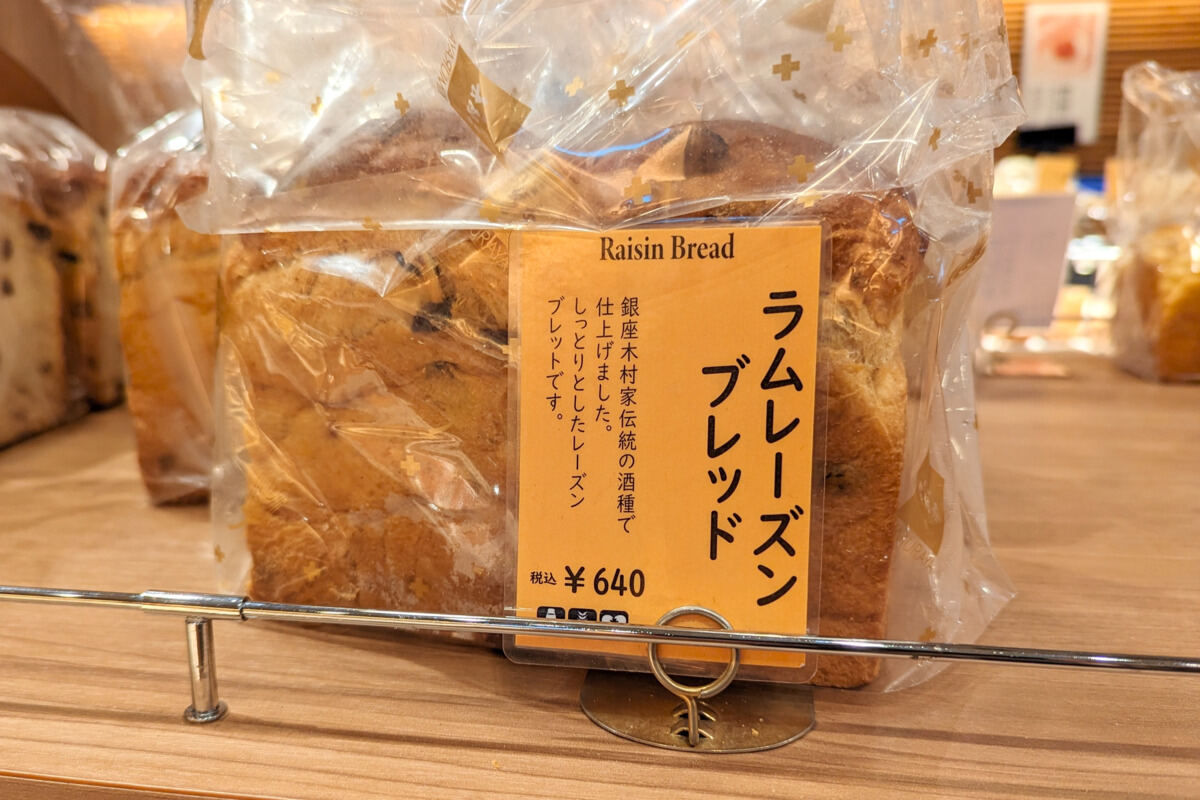 Raisin Bread
ラムレーズン
ブレッド
銀座木村家伝統の酒種で
仕上げました。
しっとりとしたレーズン
ブレットです。
税込 ¥640